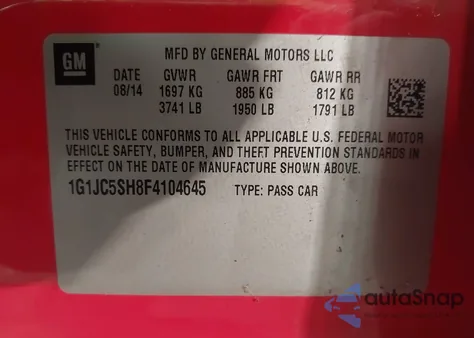 GM
MFD BY GENERAL MOTORS LLC
DATE GVWR GAWR FRT GAWR RR
08/14 1697 KG 885 KG 812 KG
3741 LB 1950 LB 1791 LB
THIS VEHICLE CONFORMS TO ALL APPLICABLE U.S. FEDERAL MOTOR
VEHICLE SAFETY, BUMPER, AND THEFT PREVENTION STANDARDS IN
EFFECT ON THE DATE OF MANUFACTURE SHOWN ABOVE.
1G1JC5SH8F4104645 TYPE: PASS CAR
autoSnap